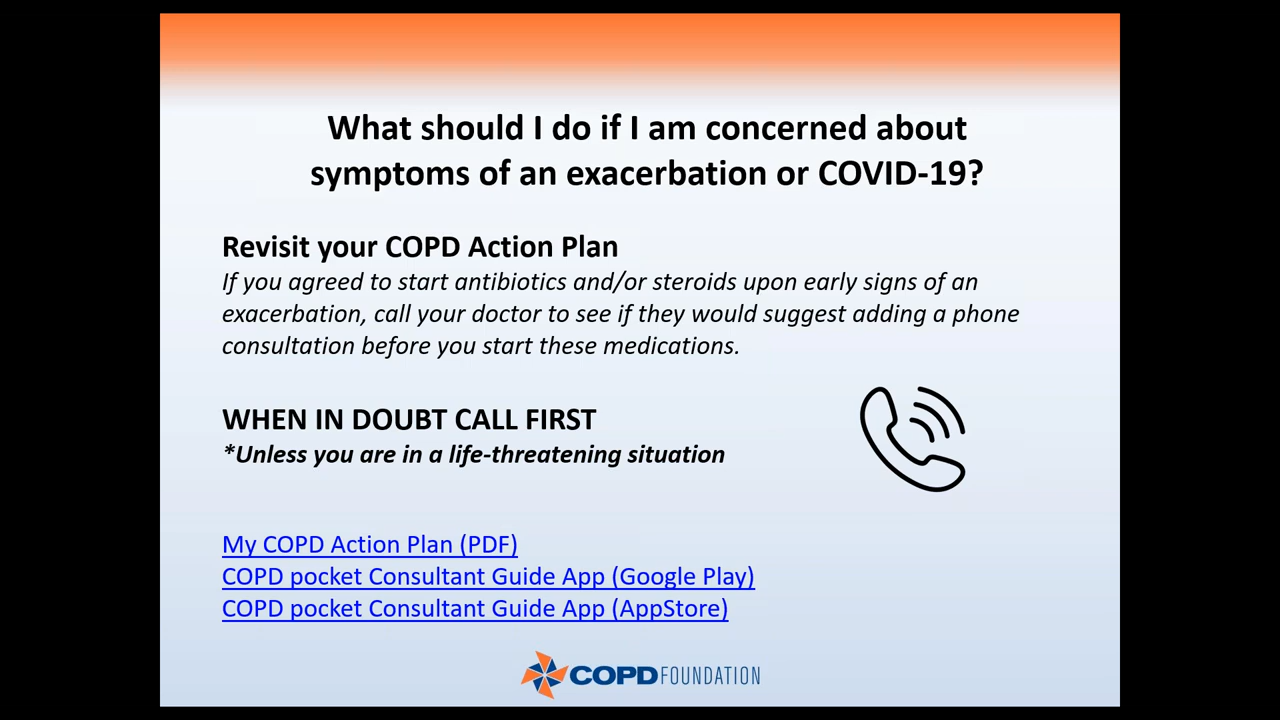 What should I do if I am concerned about
symptoms of an exacerbation or COVID-19?
Revisit your COPD Action Plan
If you agreed to start antibiotics and/or steroids upon early signs of an
exacerbation, call your doctor to see if they would suggest adding a phone
consultation before you start these medications.
WHEN IN DOUBT CALL FIRST
*Unless you are in a life-threatening situation
My COPD Action Plan (PDF)
COPD pocket Consultant Guide App (Google Play)
COPD pocket Consultant Guide App (AppStore)
COPD FOUNDATION